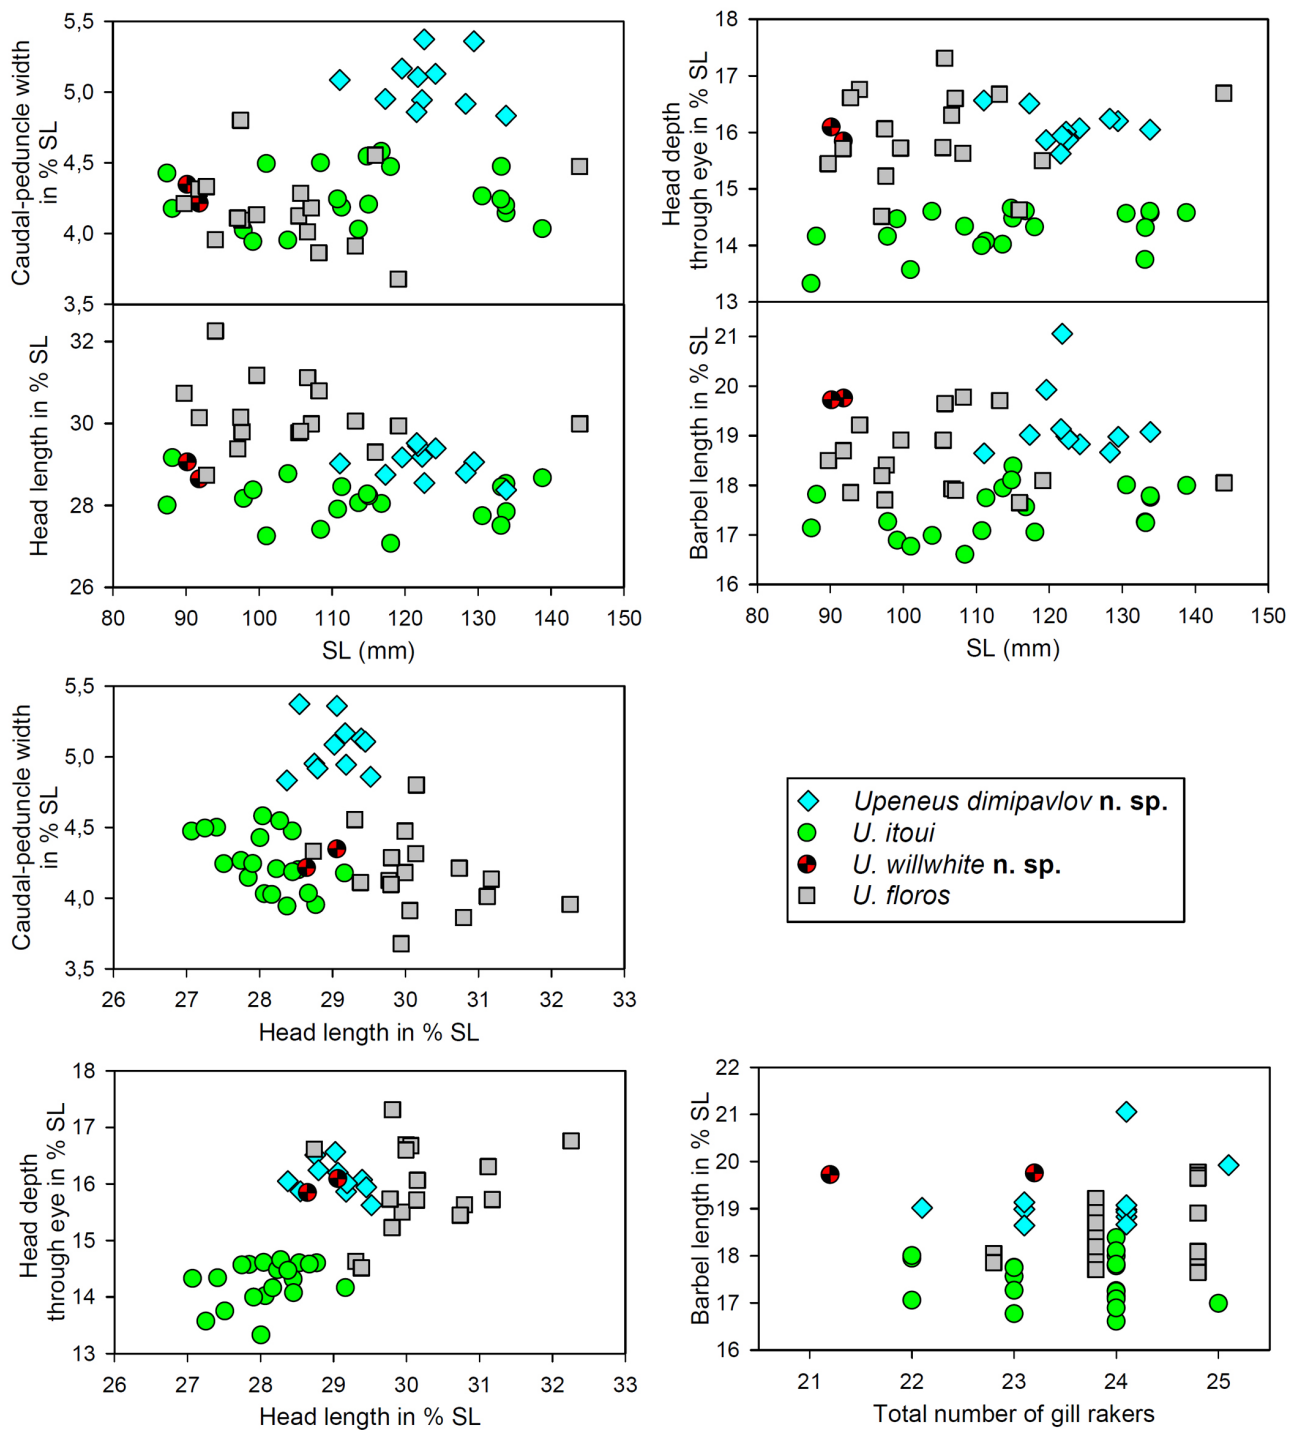 Caudal-peduncle width
in % SL
5,5
5,0
4,5
4,0
3,5
Head length in % SL
32
30
28
26
80 90 100 110 120 130 140 150
SL (mm)
Head depth
through eye in % SL
18
17
16
15
14
13
Barbel length in % SL
21
20
19
18
17
16
80 90 100 110 120 130 140 150
SL (mm)
Caudal-peduncle width
in % SL
5,5
5,0
4,5
4,0
3,5
26 27 28 29 30 31 32 33
Head length in % SL
Upeneus dimipavlov n. sp.
U. itoui
U. willwhite n. sp.
U. floros
Head depth
through eye in % SL
18
17
16
15
14
13
26 27 28 29 30 31 32 33
Head length in % SL
Barbel length in % SL
22
21
20
19
18
17
16
21 22 23 24 25
Total number of gill rakers